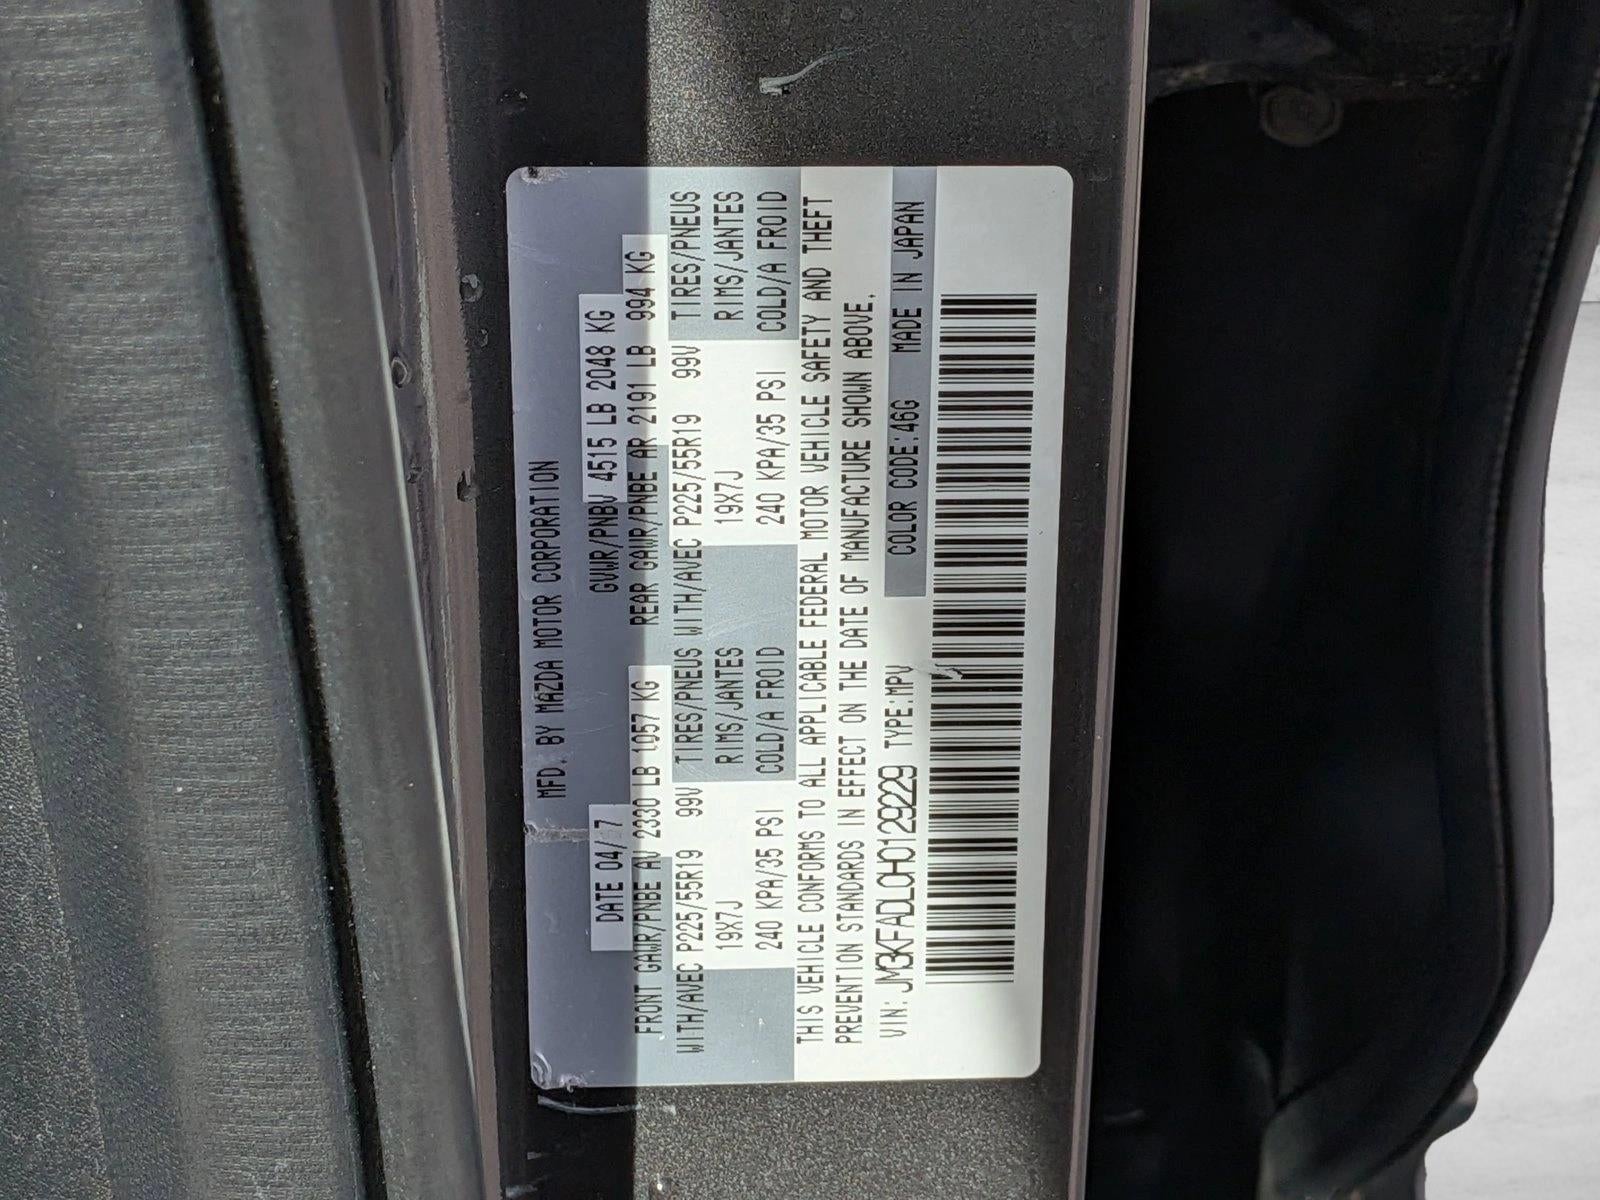 MFD. BY MAZDA MOTOR CORPORATION
DATE 04/ 7 GVWR/PNBV 4515 LB 2048 KG
FRONT GAWR/PNBE AV 2330 LB 1057 KG REAR GAWR/PNBE AR 2191 LB 994 KG
WITH/AVEC P225/55R19 99V TIRES/PNEUS WITH/AVEC P225/55R19 99V TIRES/PNEUS
19X7J RIMS/JANTES 19X7J RIMS/JANTES
240 KPA/35 PSI COLD/A FROID 240 KPA/35 PSI COLD/A FROID
THIS VEHICLE CONFORMS TO ALL APPLICABLE FEDERAL MOTOR VEHICLE SAFETY AND THEFT
PREVENTION STANDARDS IN EFFECT ON THE DATE OF MANUFACTURE SHOWN ABOVE.
VIN: JM3KFADL0H0129229 TYPE:MPV COLOR CODE:46G MADE IN JAPAN